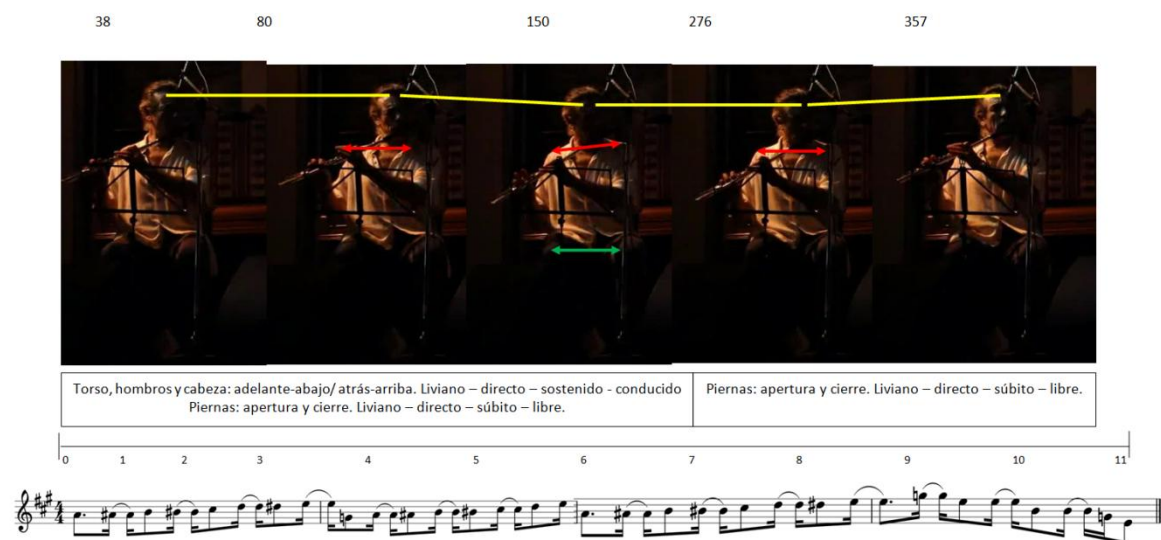 38 80 150 276 357
Torso, hombros y cabeza: adelante-abajo/ atrás-arriba. Liviano – directo – sostenido - conducido
Piernas: apertura y cierre. Liviano – directo – súbito – libre.
Piernas: apertura y cierre. Liviano – directo – súbito – libre.
0 1 2 3 4 5 6 7 8 9 10 11
4
4